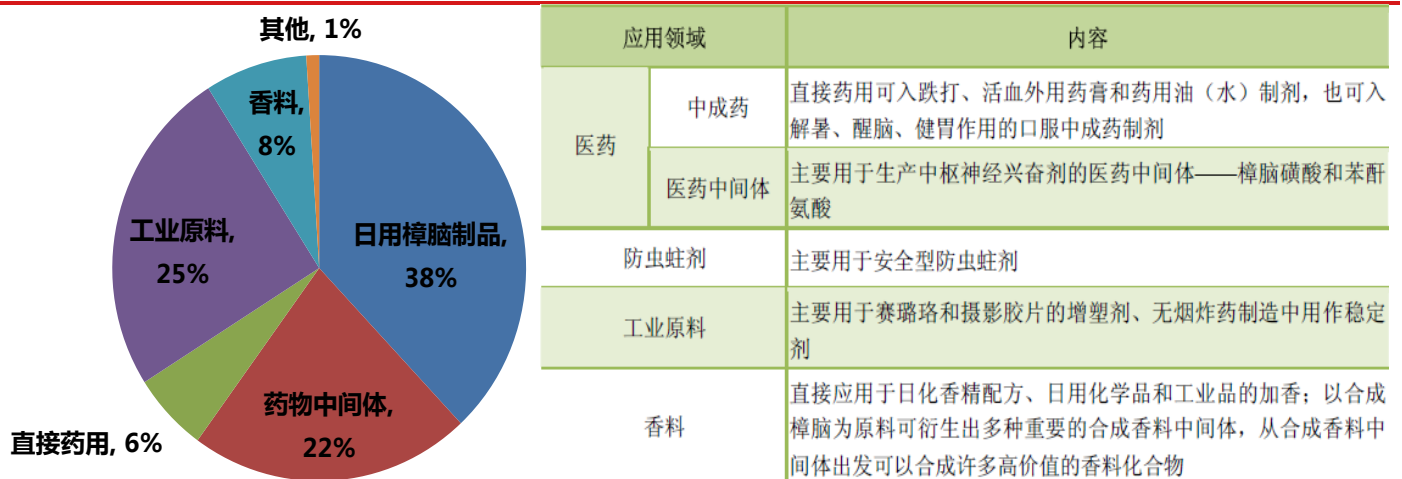 其他, 1%
香料,
8%
工业原料,
25%
日用樟脑制品,
38%
药物中间体,
22%
直接药用, 6%
应用领域
内容
医药
中成药
直接药用可入跌打、活血外用药膏和药用油（水）制剂，也可入
解暑、醒脑、健胃作用的口服中成药制剂
医药中间体
主要用于生产中枢神经兴奋剂的医药中间体——樟脑磺酸和苯酐
氨酸
防虫蛀剂
主要用于安全型防虫蛀剂
工业原料
主要用于赛璐珞和摄影胶片的增塑剂、无烟炸药制造中用作稳定
剂
香料
直接应用于日化香精配方、日用化学品和工业品的加香；以合成
樟脑为原料可衍生出多种重要的合成香料中间体，从合成香料中
间体出发可以合成许多高价值的香料化合物